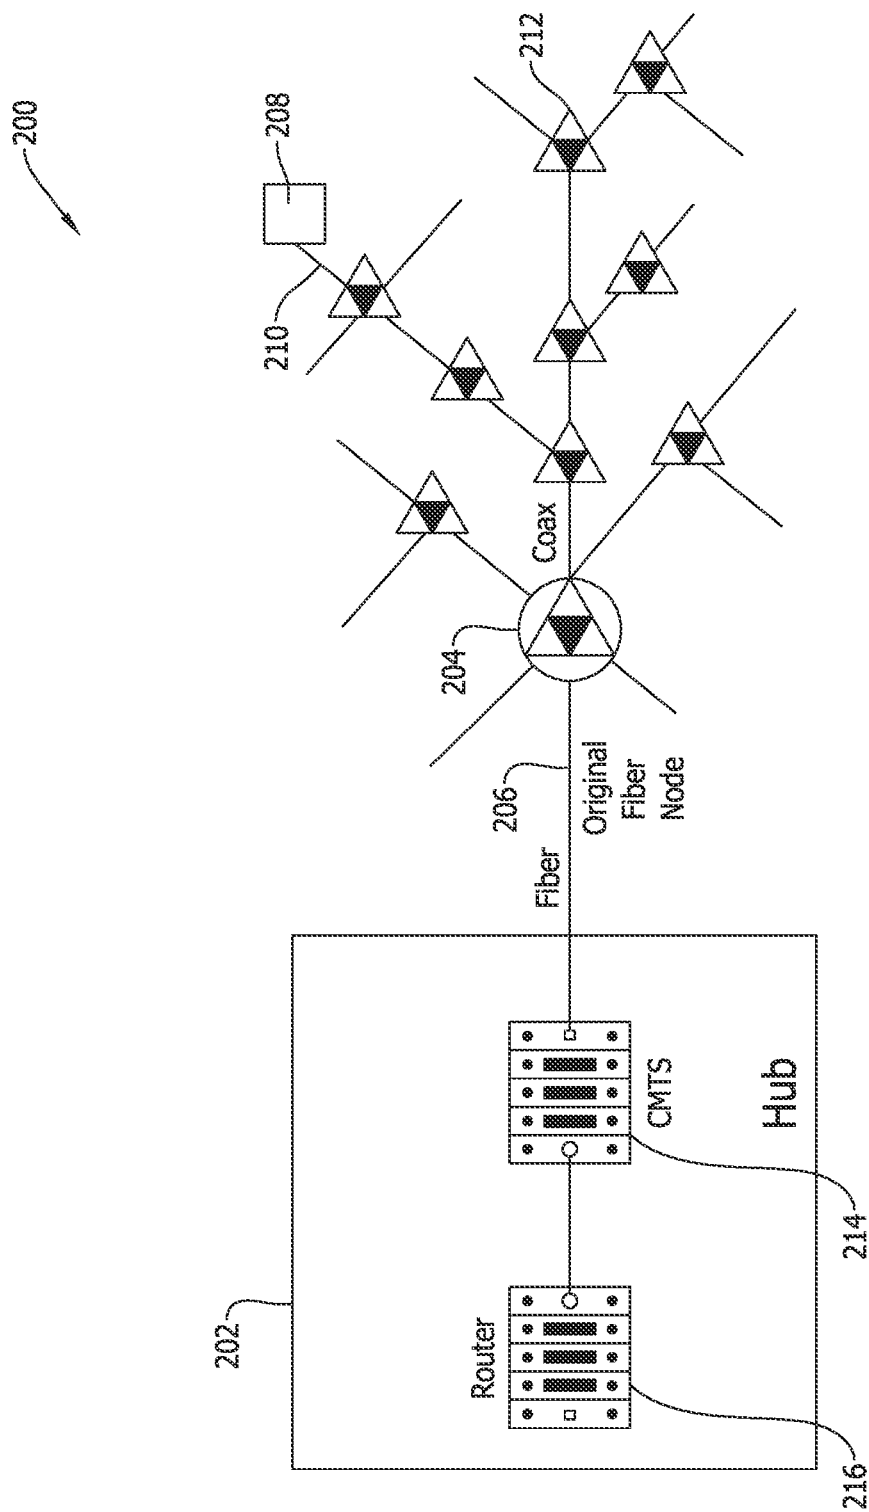 200
202
Router
216
CMTS
214
Hub
Fiber
206
Original
Fiber
Node
204
Coax
210
208
212